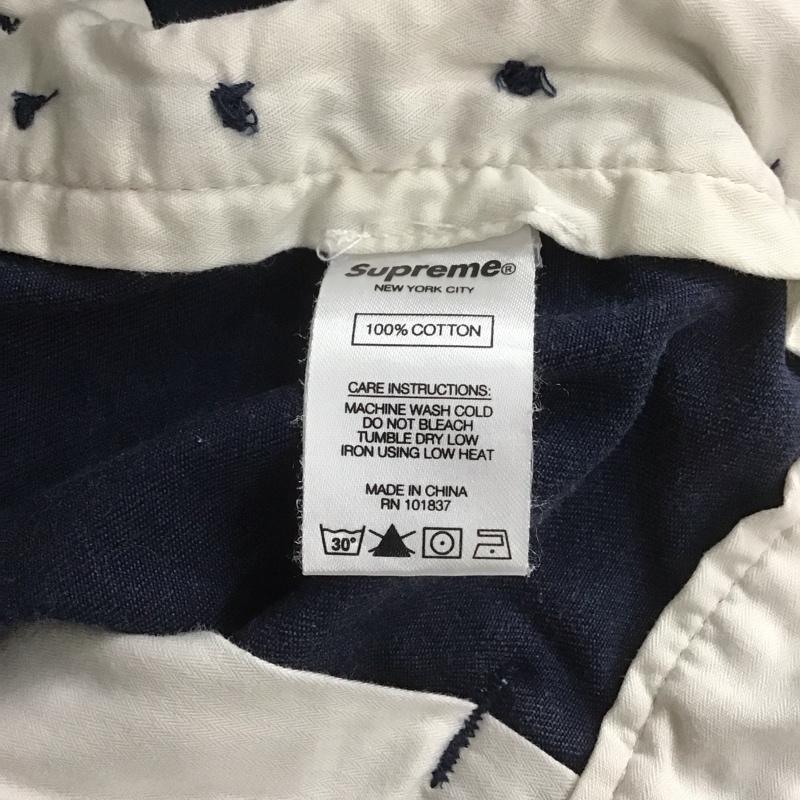 Supreme®
NEW YORK CITY
100% COTTON
CARE INSTRUCTIONS:
MACHINE WASH COLD
DO NOT BLEACH
TUMBLE DRY LOW
IRON USING LOW HEAT
MADE IN CHINA
RN 101837
30°